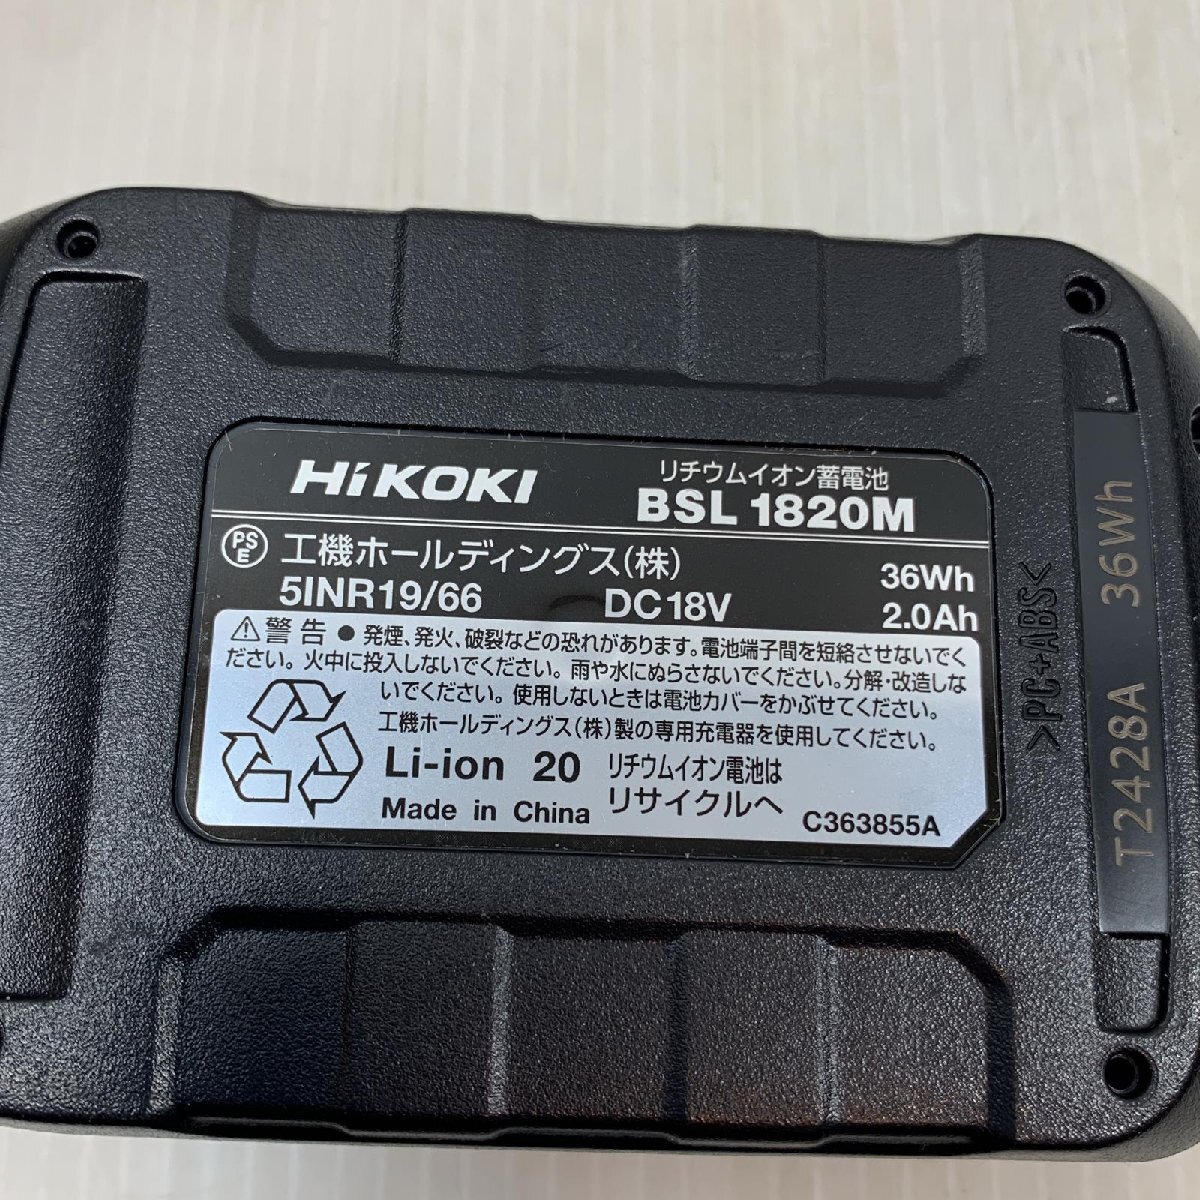 HiKOKI
リチウムイオン蓄電池
BSL 1820M
PS
E
工機ホールディングス(株)
36Wh
5INR19/66
DC18V
2.0Ah
⚠警告 ●発煙、発火、破裂などの恐れがあります。電池端子間を短絡させないでく
ださい。火中に投入しないでください。雨や水にぬらさないでください。分解・改造しな
いでください。使用しないときは電池カバーをかぶせてください。
工機ホールディングス(株)製の専用充電器を使用してください。
Li-ion 20
リチウムイオン電池は
Made in China
リサイクルへ
C363855A
>PC+ABS<
T2428A 36Wh